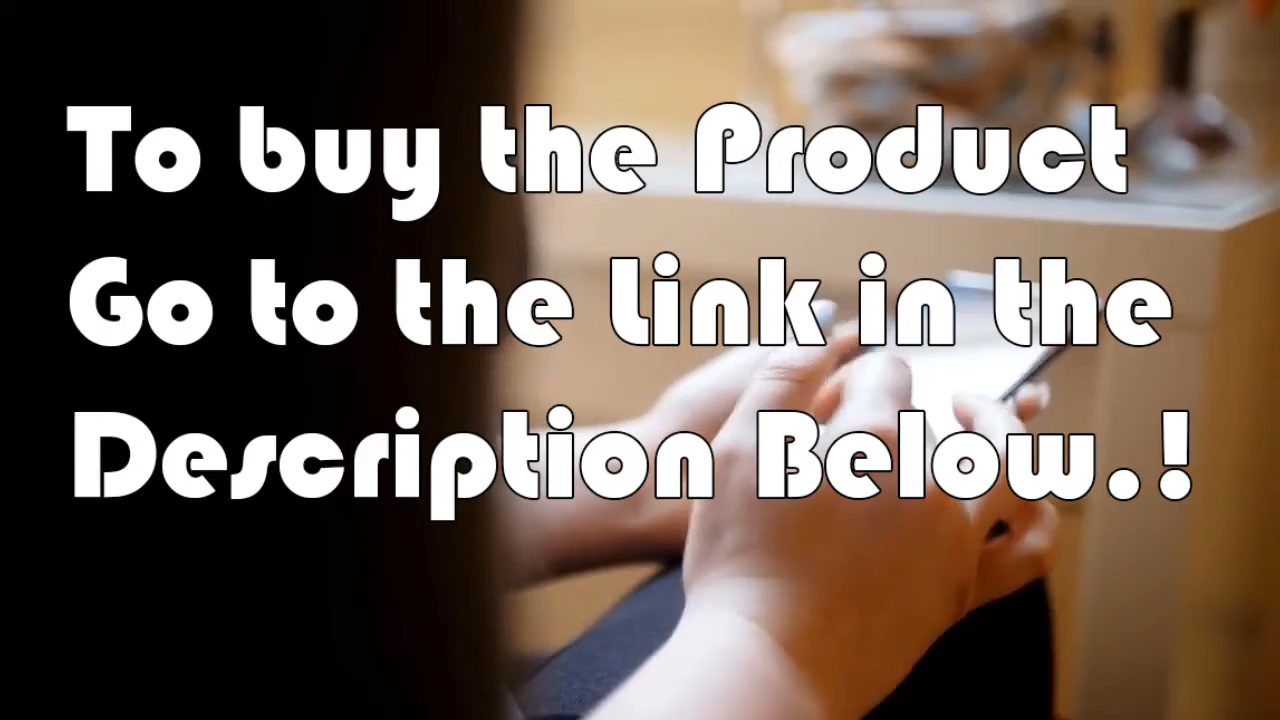 To buy the Product
Go to the Link in the
Description Below.!